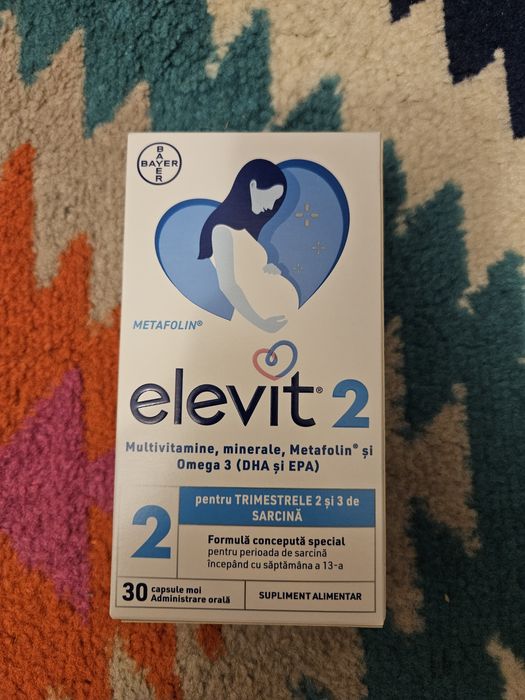 BAYER
BAYER
METAFOLIN®
elevit® 2
Multivitamine, minerale, Metafolin® și
Omega 3 (DHA și EPA)
2
pentru TRIMESTRELE 2 și 3 de
SARCINĂ
Formulă concepută special
pentru perioada de sarcină
începând cu săptămâna a 13-a
30 capsule moi
Administrare orală
SUPLIMENT ALIMENTAR